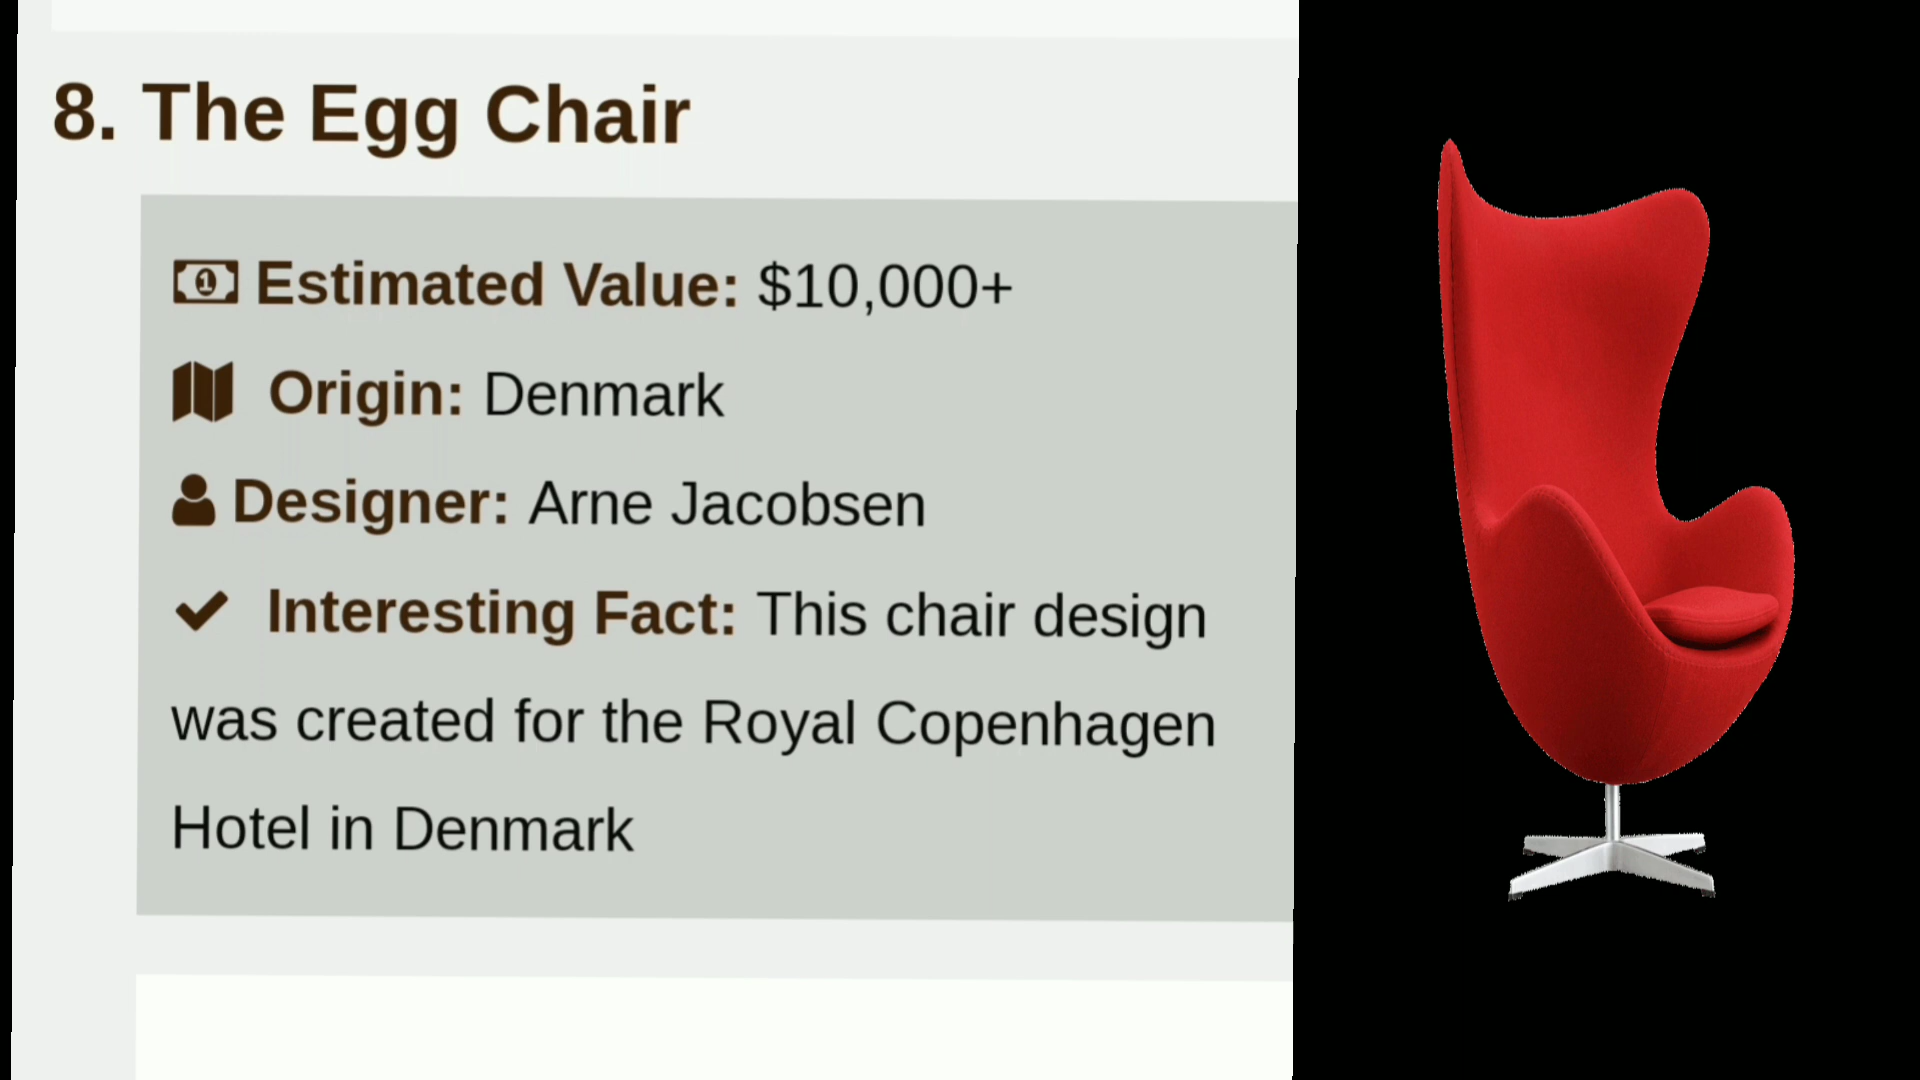 8. The Egg Chair
Estimated Value: $10,000+
Origin: Denmark
Designer: Arne Jacobsen
Interesting Fact: This chair design
was created for the Royal Copenhagen
Hotel in Denmark